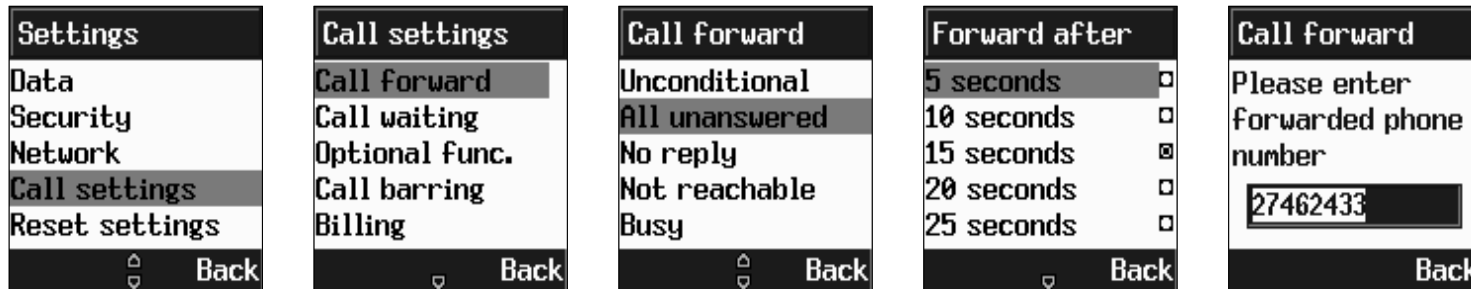 Settings
Data
Security
Network
Call settings
Reset settings
Back
Call settings
Call forward
Call waiting
Optional func.
Call barring
Billing
Back
Call forward
Unconditional
All unanswered
No reply
Not reachable
Busy
Back
Forward after
5 seconds
10 seconds
15 seconds
20 seconds
25 seconds
Back
Call forward
Please enter
forwarded phone
number
27462433
Back